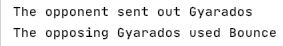 The opponent sent out Gyarados
The opposing Gyarados used Bounce